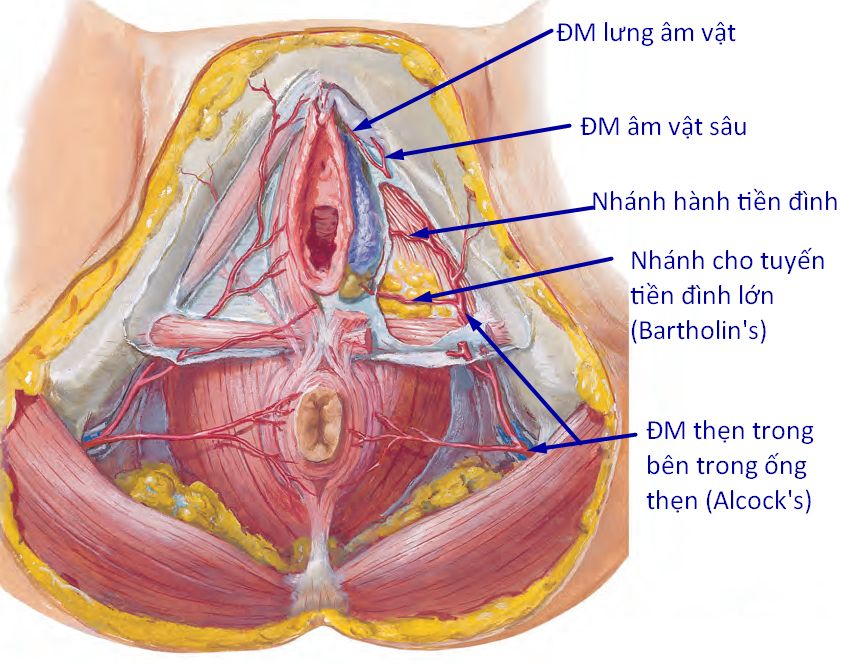 ĐM lưng âm vật
ĐM âm vật sâu
Nhánh hành tiền đình
Nhánh cho tuyến
tiền đình lớn
(Bartholin's)
ĐM thẹn trong
bên trong ống
thẹn (Alcock's)